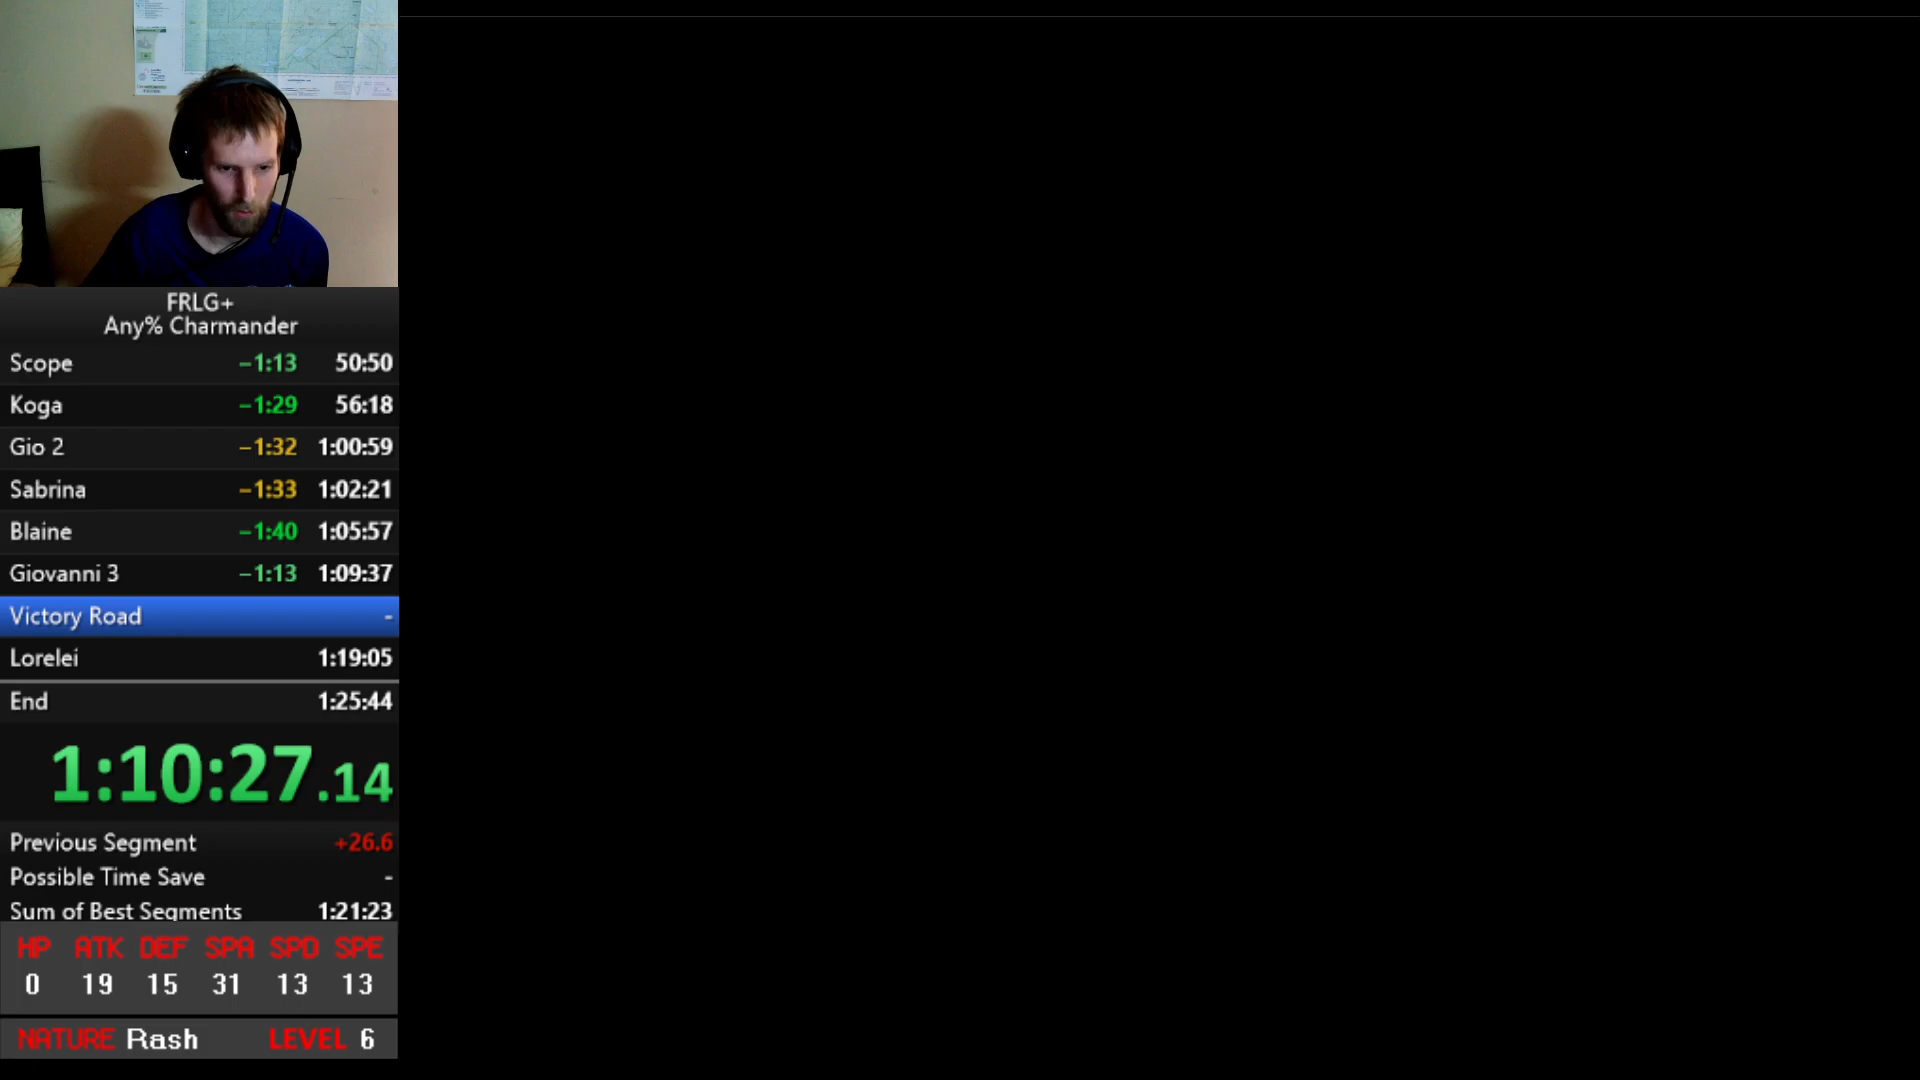 FRLG+
Any% Charmander
Scope −1:13 50:50
Koga −1:29 56:18
Gio 2 −1:32 1:00:59
Sabrina −1:33 1:02:21
Blaine −1:40 1:05:57
Giovanni 3 −1:13 1:09:37
Victory Road -
Lorelei 1:19:05
End 1:25:44
1:10:27.14
Previous Segment +26.6
Possible Time Save -
Sum of Best Segments 1:21:23
HP ATK DEF SPA SPD SPE
0 19 15 31 13 13
NATURE Rash LEVEL 6